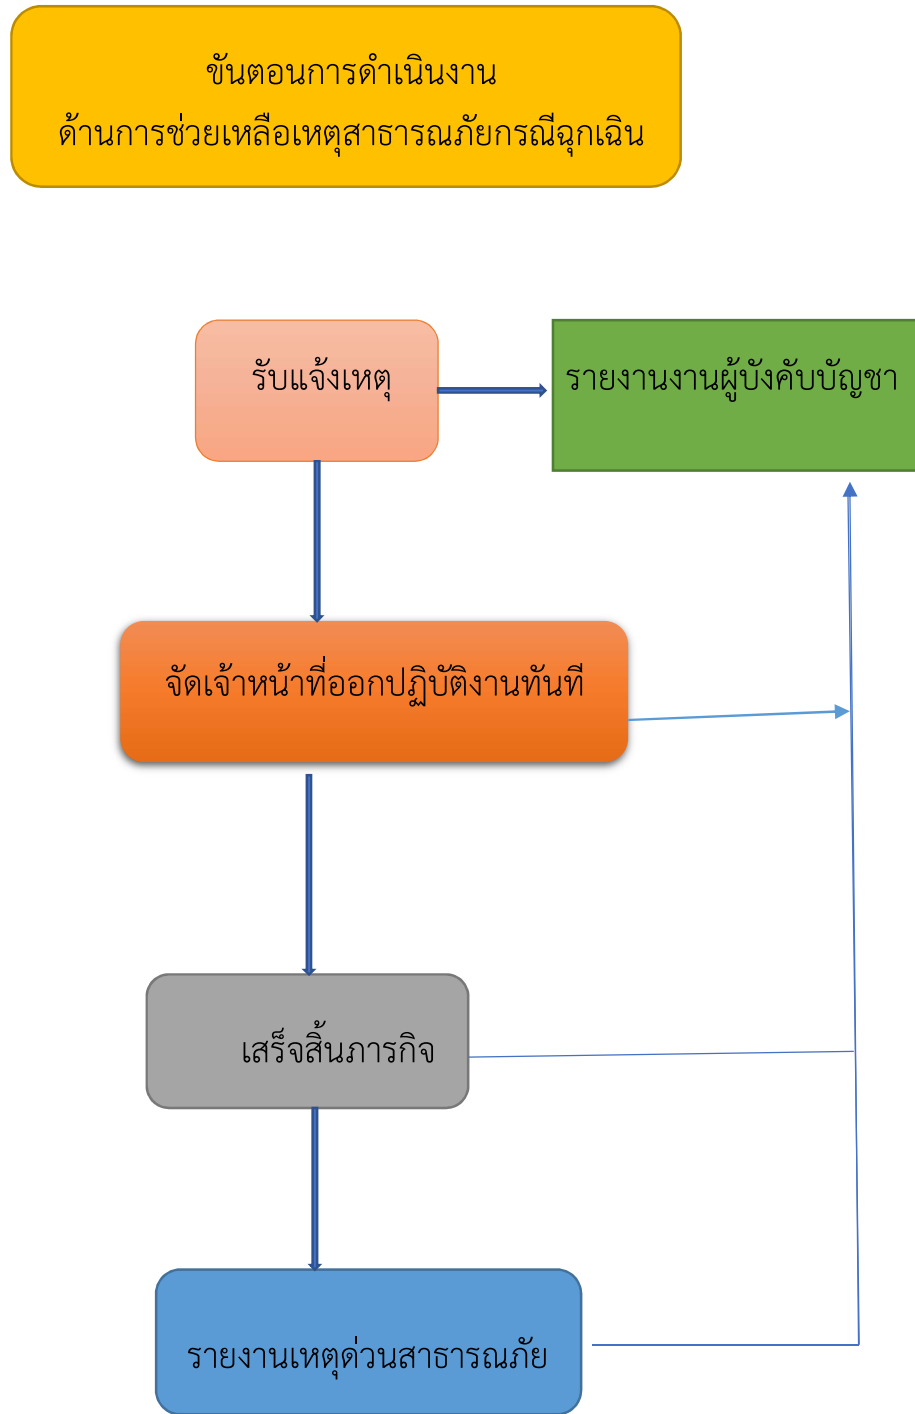 ขันตอนการดำเนินงาน
ด้านการช่วยเหลือเหตุสาธารณภัยกรณีฉุกเฉิน
รับแจ้งเหตุ
รายงานงานผู้บังคับบัญชา
จัดเจ้าหน้าที่ออกปฏิบัติงานทันที
เสร็จสิ้นภารกิจ
รายงานเหตุด่วนสาธารณภัย